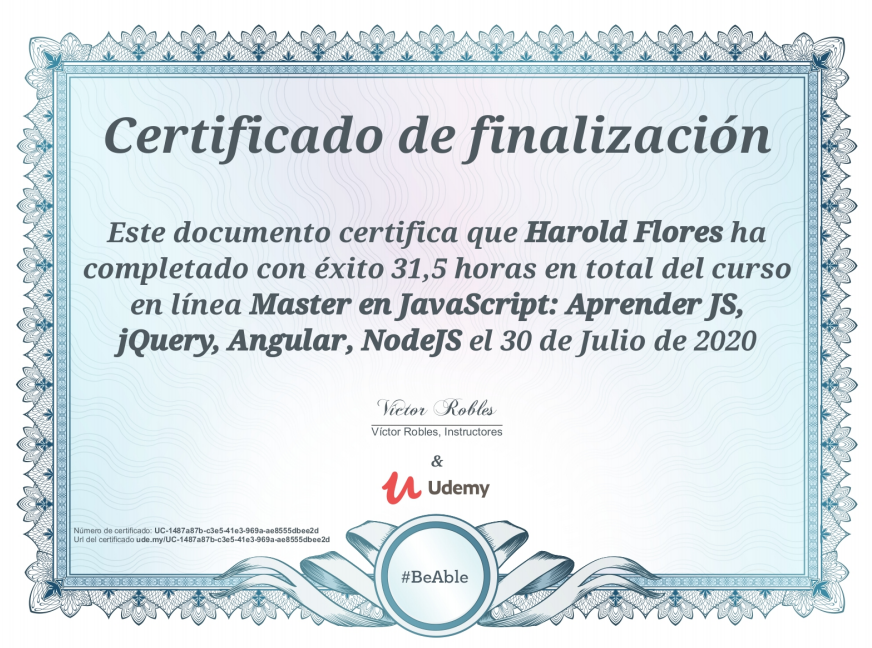 Certificado de finalización
Este documento certifica que Harold Flores ha
completado con éxito 31,5 horas en total del curso
en línea Master en JavaScript: Aprender JS,
jQuery, Angular, NodeJS el 30 de Julio de 2020
Victor Robles
Víctor Robles, Instructores
&
Udemy
Número de certificado: UC-1487a87b-c3e5-41e3-969a-ae8555dbee2d
Url del certificado ude.my/UC-1487a87b-c3e5-41e3-969a-ae8555dbee2d
#BeAble